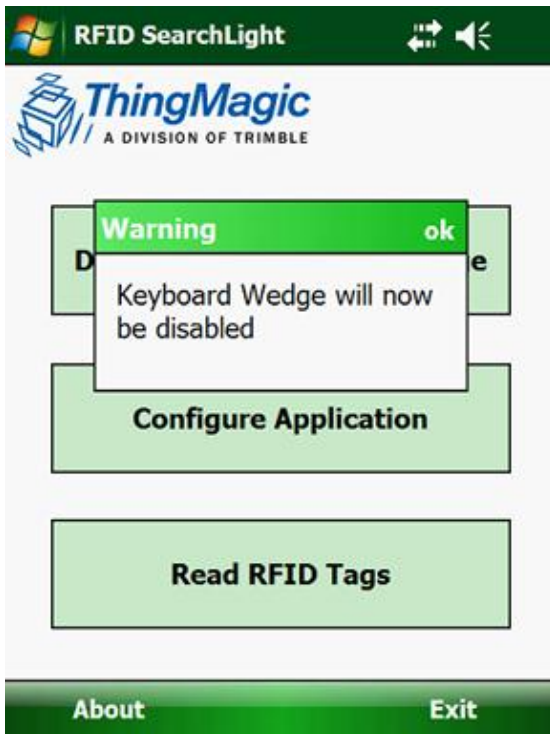 RFID SearchLight
ThingMagic
A DIVISION OF TRIMBLE
Warning ok
D e
Keyboard Wedge will now
be disabled
Configure Application
Read RFID Tags
About Exit